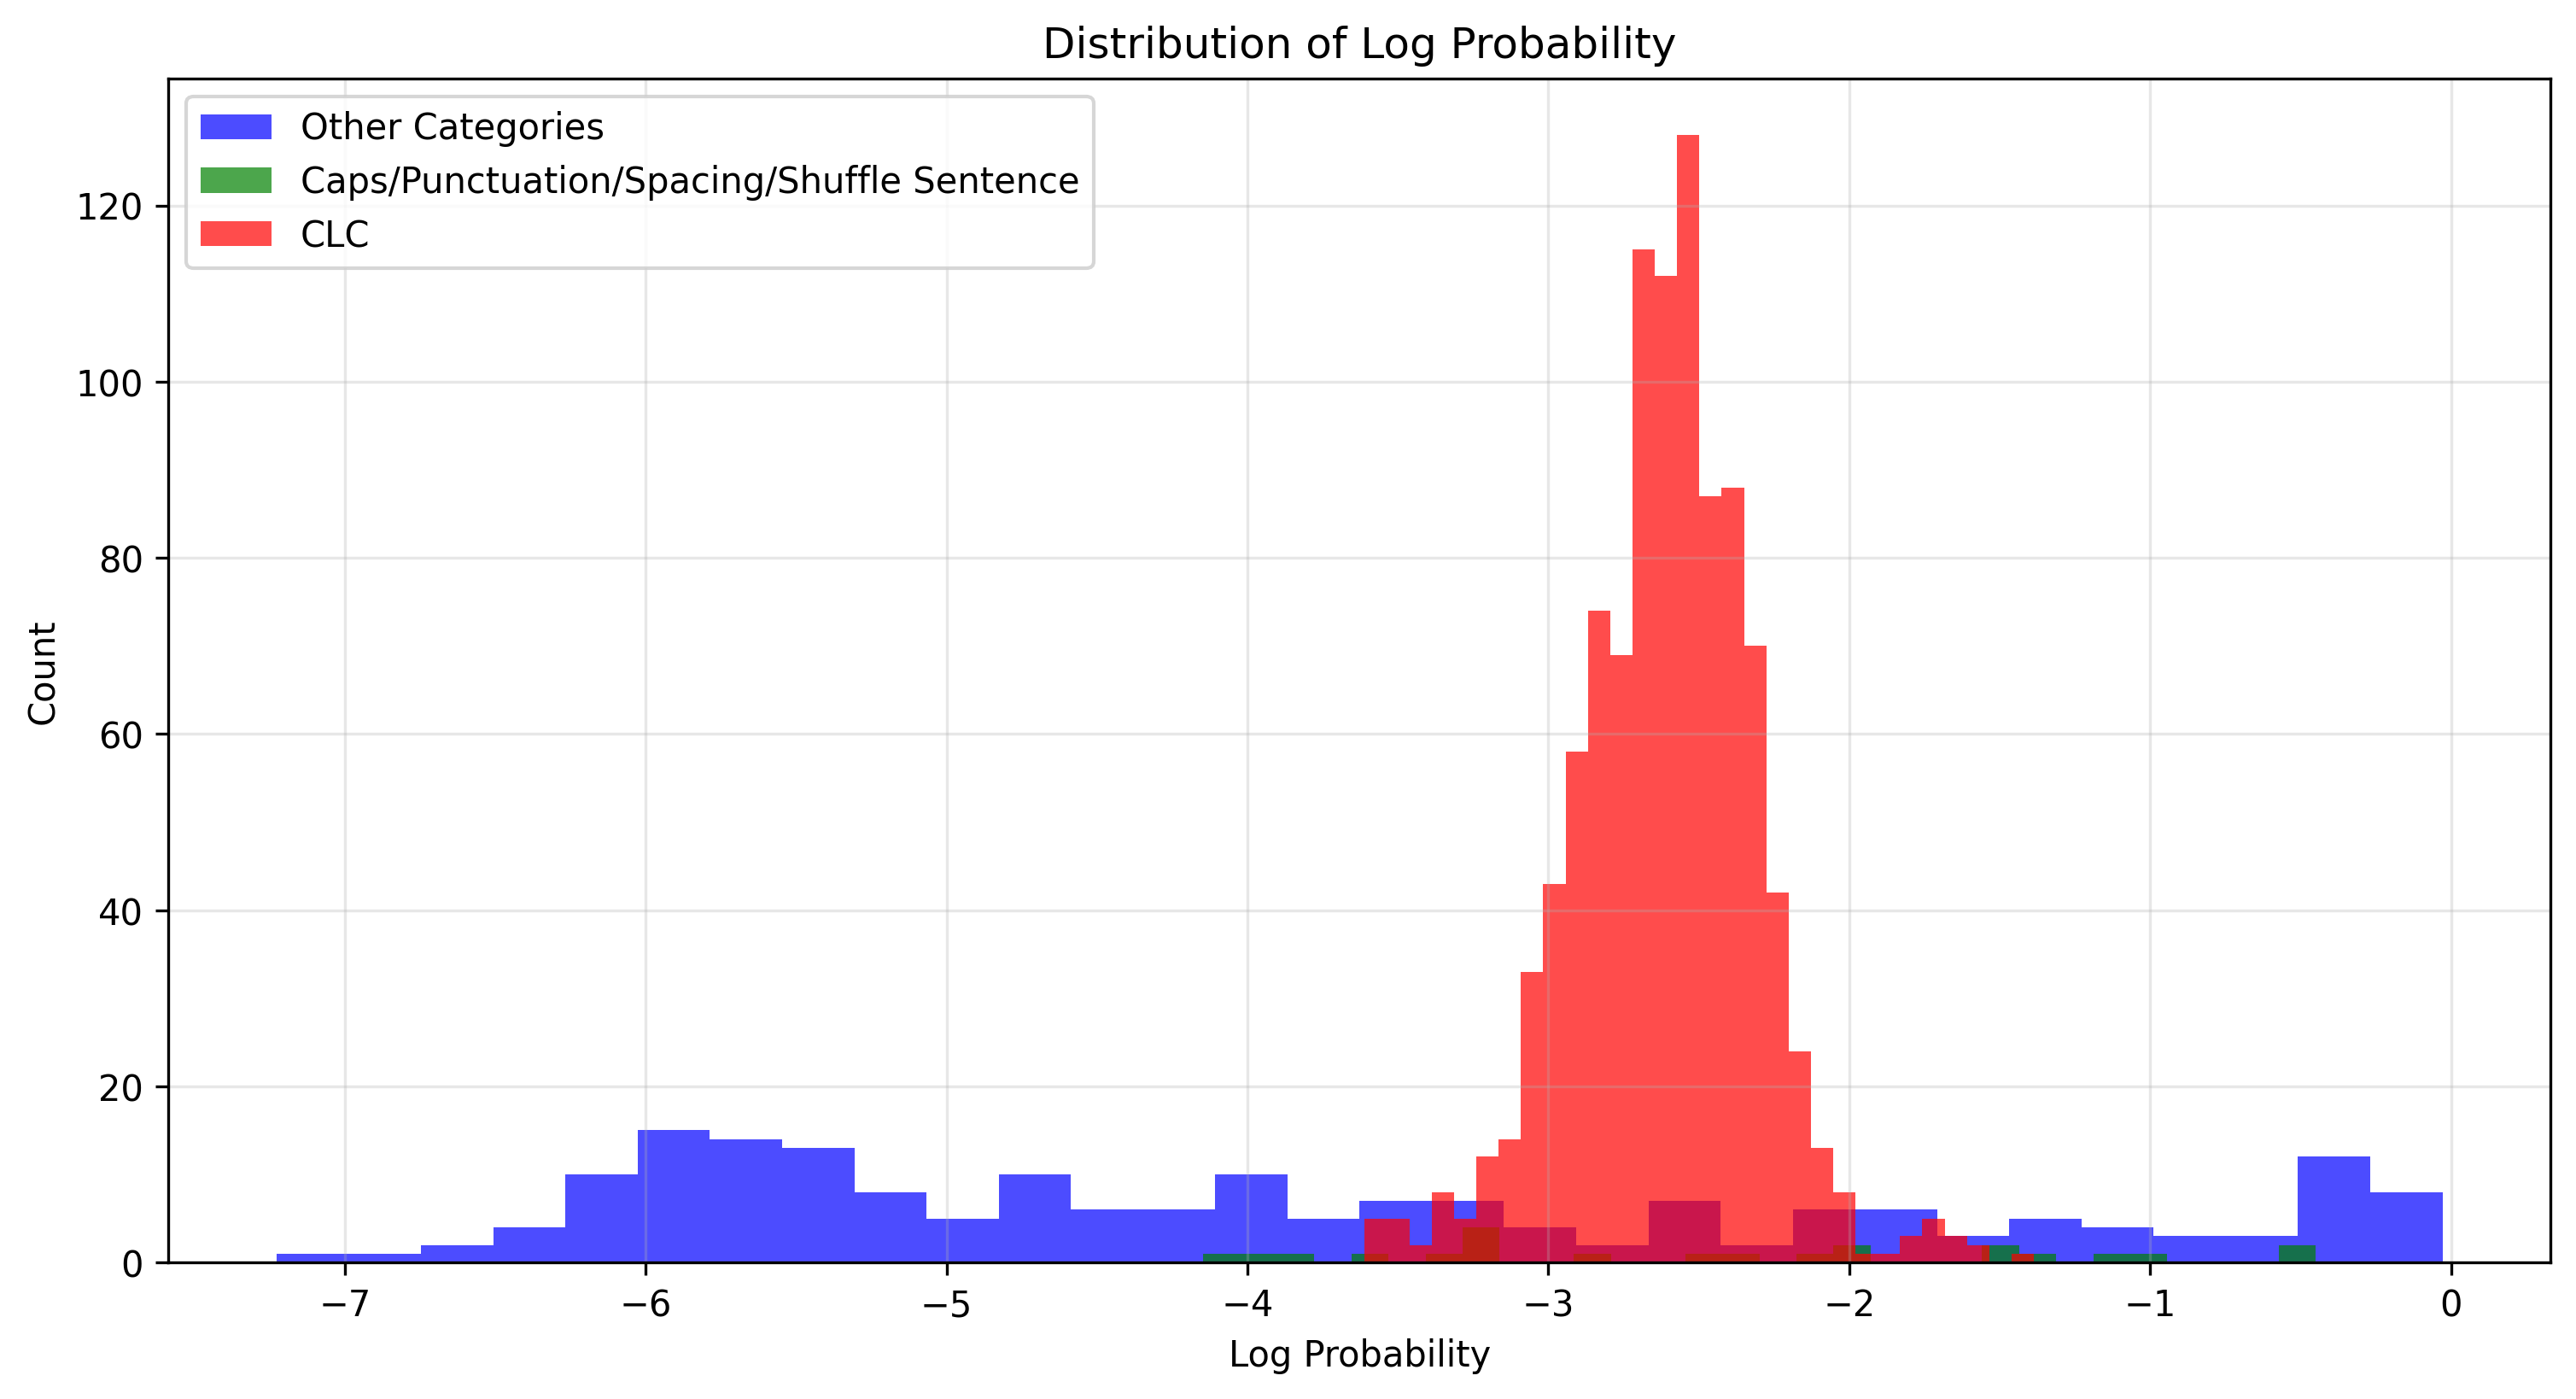 Distribution of Log Probability
Other Categories
Caps/Punctuation/Spacing/Shuffle Sentence
CLC
120
100
80
60
40
20
0
Count
−7 −6 −5 −4 −3 −2 −1 0
Log Probability